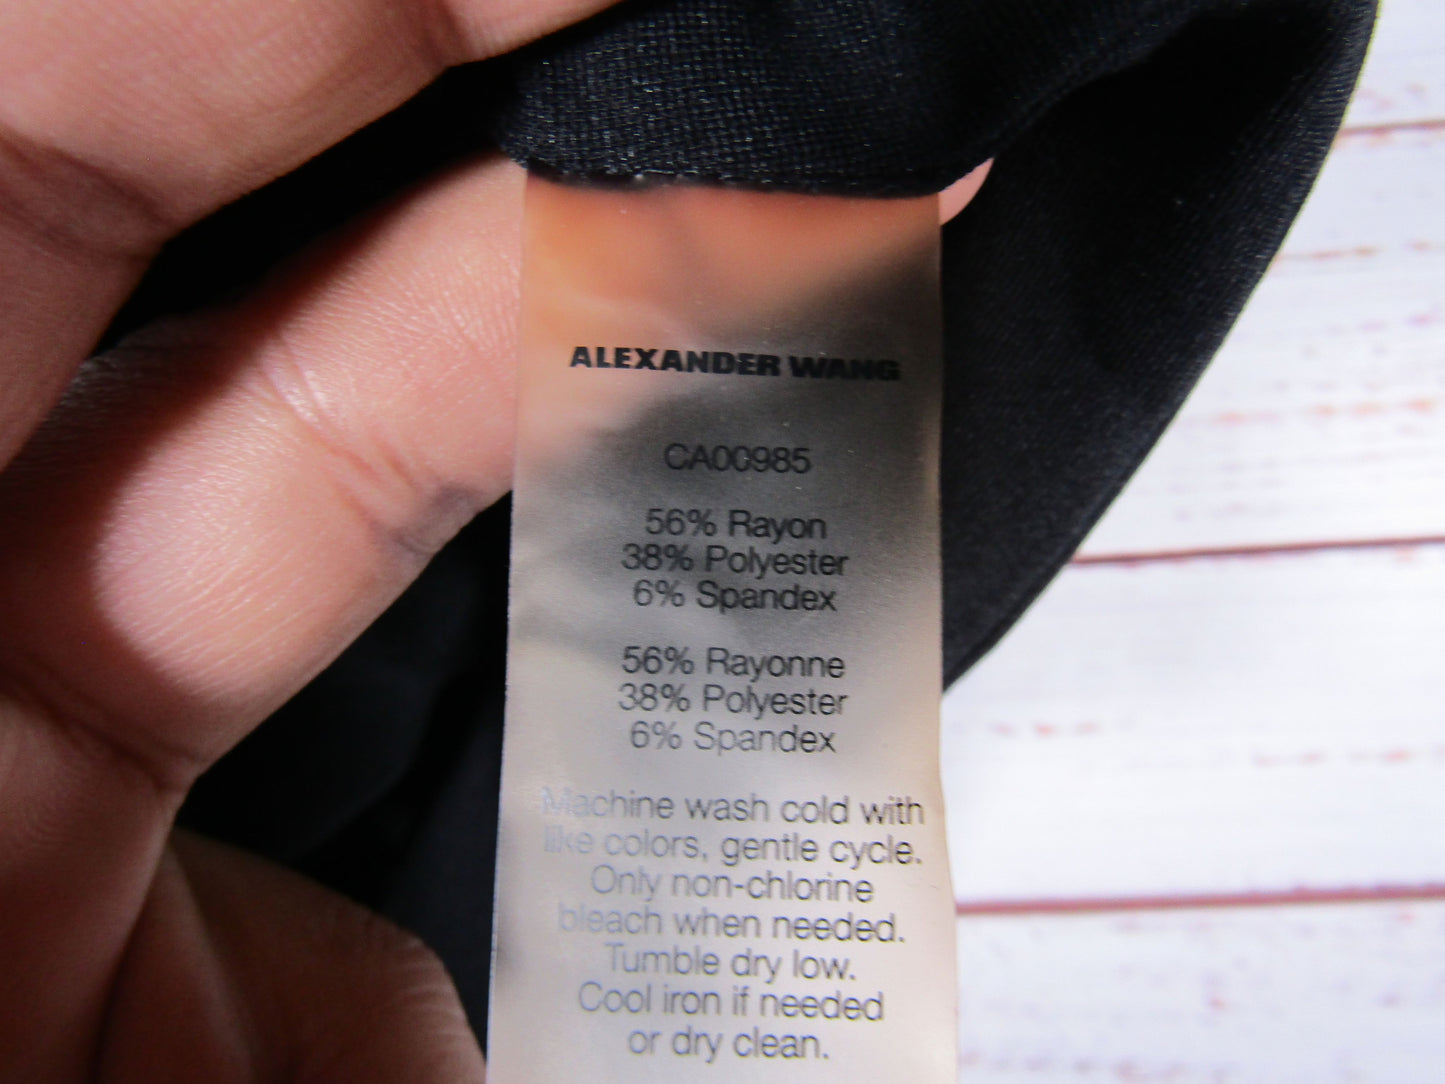 ALEXANDER WANG
CA00985
56% Rayon
38% Polyester
6% Spandex
56% Rayonne
38% Polyester
6% Spandex
Machine wash cold with
like colors, gentle cycle.
Only non-chlorine
bleach when needed.
Tumble dry low.
Cool iron if needed
or dry clean.